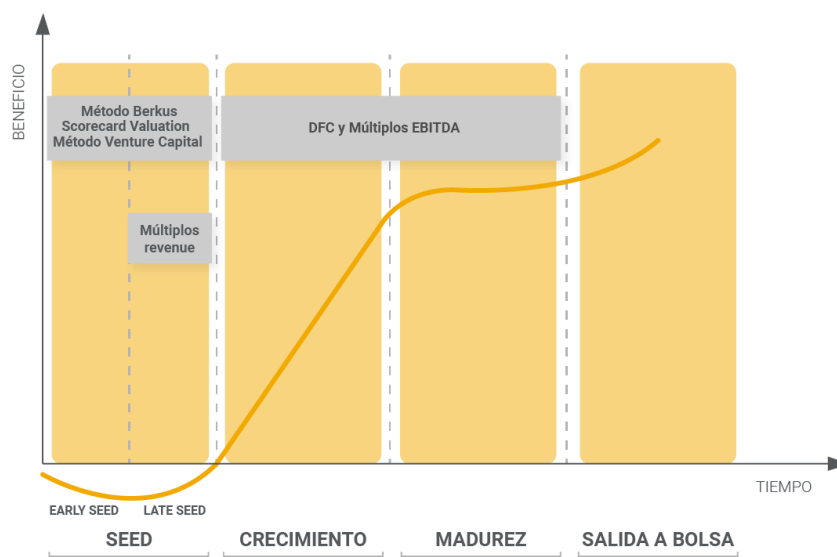 BENEFICIO
Método Berkus
Scorecard Valuation
Método Venture Capital
DFC y Múltiplos EBITDA
Múltiplos
revenue
TIEMPO
EARLY SEED
LATE SEED
SEED
CRECIMIENTO
MADUREZ
SALIDA A BOLSA